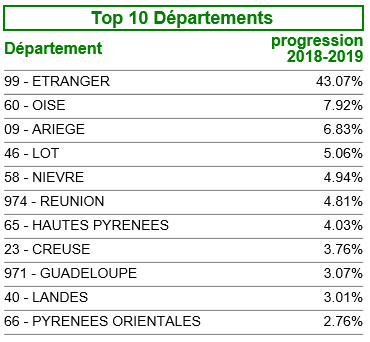 Top 10 Départements
Département progression 2018-2019
99 - ETRANGER 43.07%
60 - OISE 7.92%
09 - ARIEGE 6.83%
46 - LOT 5.06%
58 - NIEVRE 4.94%
974 - REUNION 4.81%
65 - HAUTES PYRENEES 4.03%
23 - CREUSE 3.76%
971 - GUADELOUPE 3.07%
40 - LANDES 3.01%
66 - PYRENEES ORIENTALES 2.76%